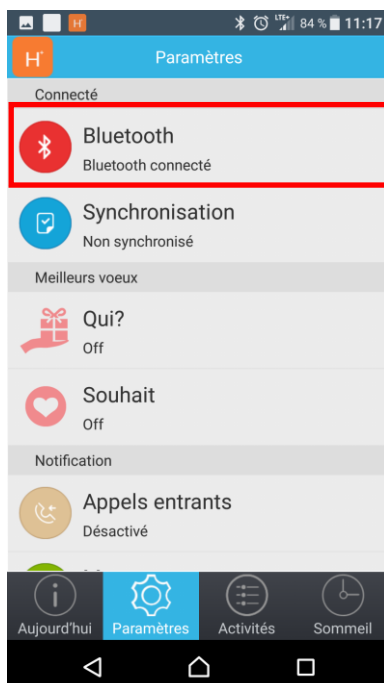 H LTE 84 % 11:17
H Paramètres
Connecté
Bluetooth
Bluetooth connecté
Synchronisation
Non synchronisé
Meilleurs voeux
Qui?
Off
Souhait
Off
Notification
Appels entrants
Désactivé
Aujourd'hui Paramètres Activités Sommeil